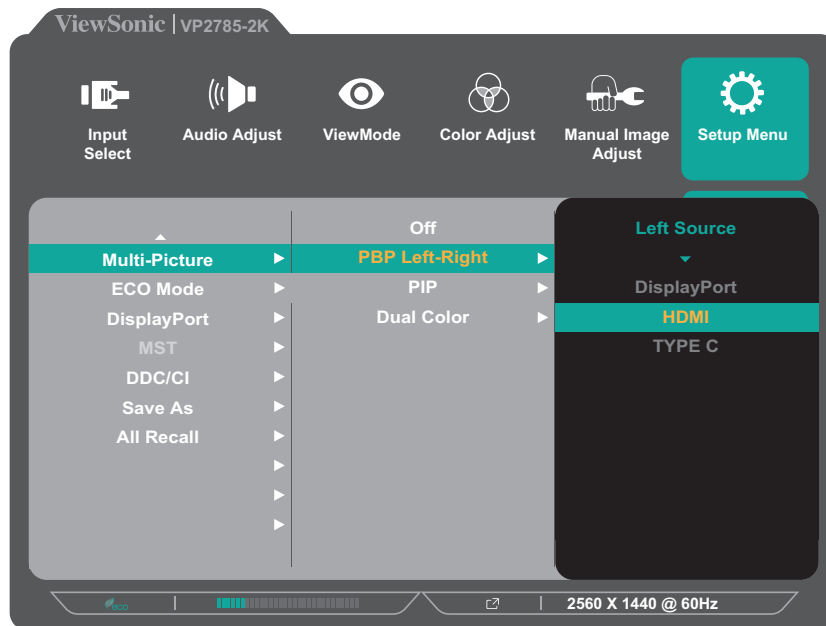 ViewSonic | VP2785-2K
Input Select
Audio Adjust
ViewMode
Color Adjust
Manual Image Adjust
Setup Menu
Multi-Picture
ECO Mode
DisplayPort
MST
DDC/CI
Save As
All Recall
Off
PBP Left-Right
PIP
Dual Color
Left Source
DisplayPort
HDMI
TYPE C
eco
2560 X 1440 @ 60Hz